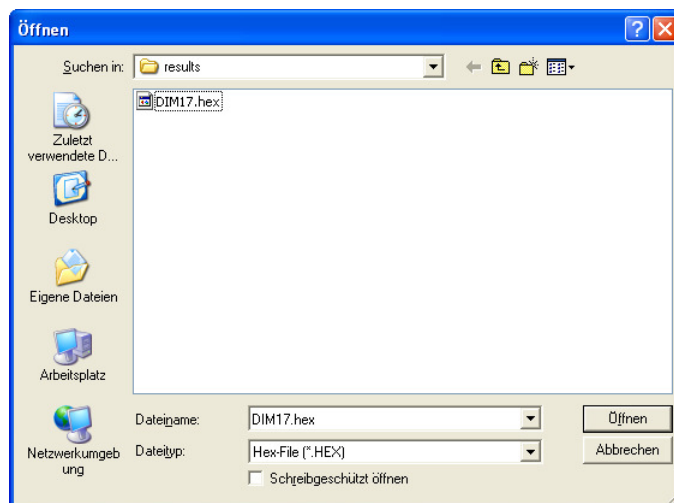 Öffnen
Suchen in: results
DIM17.hex
Zuletzt
verwendete D...
Desktop
Eigene Dateien
Arbeitsplatz
Netzwerkumgeb
ung
Dateiname: DIM17.hex Öffnen
Dateityp: Hex-File (*.HEX) Abbrechen
Schreibgeschützt öffnen